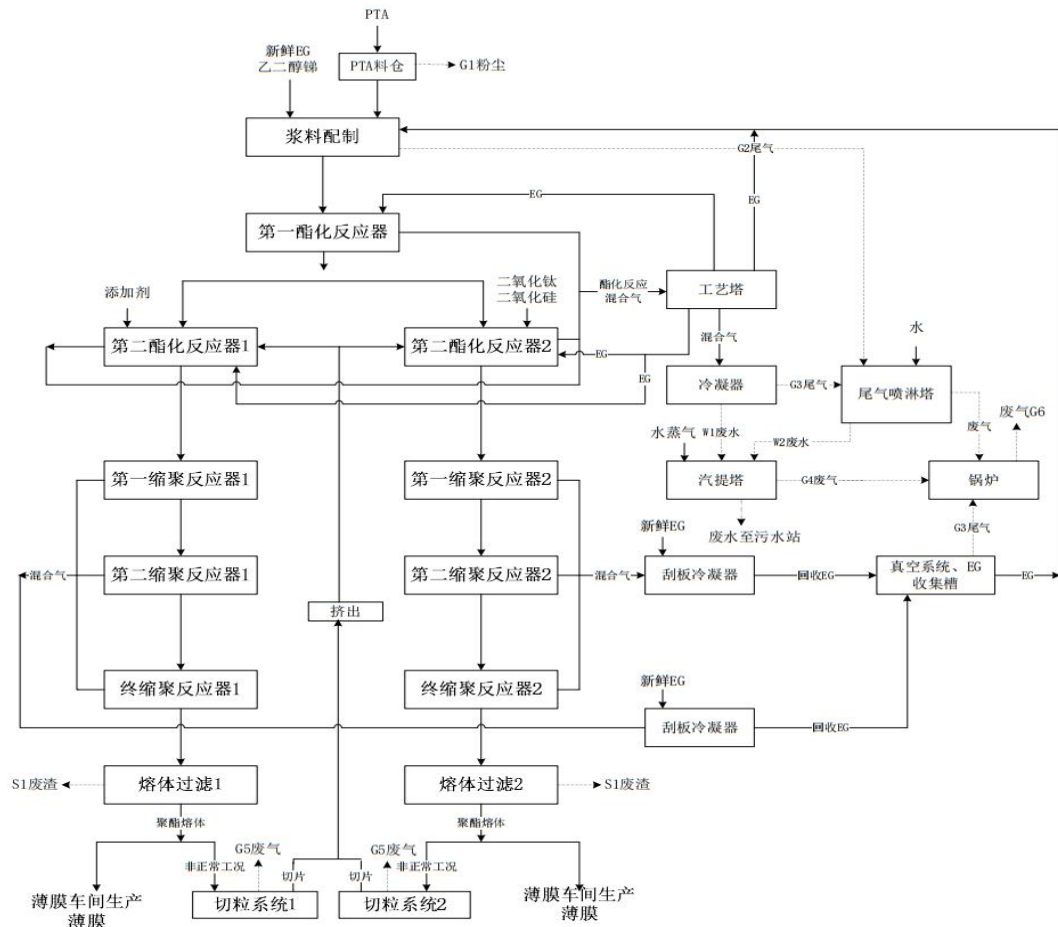 PTA
新鲜EG
乙二醇锑
PTA料仓
G1粉尘
浆料配制
G2尾气
EG
EG
第一酯化反应器
添加剂
二氧化钛
二氧化硅
酯化反应
混合气
工艺塔
第二酯化反应器1
第二酯化反应器2
EG
混合气
水
EG
冷凝器
G3尾气
尾气喷淋塔
废气
废气G6
水蒸气
W1废水
W2废水
第一缩聚反应器1
第一缩聚反应器2
汽提塔
G4废气
锅炉
废水至污水站
G3尾气
新鲜EG
混合气
第二缩聚反应器1
第二缩聚反应器2
混合气
刮板冷凝器
回收EG
真空系统、EG
收集槽
EG
挤出
终缩聚反应器1
终缩聚反应器2
新鲜EG
刮板冷凝器
回收EG
S1废渣
熔体过滤1
熔体过滤2
S1废渣
聚酯熔体
聚酯熔体
非正常工况
G5废气
切片
切片
G5废气
非正常工况
薄膜车间生产
薄膜
切粒系统1
切粒系统2
薄膜车间生产
薄膜